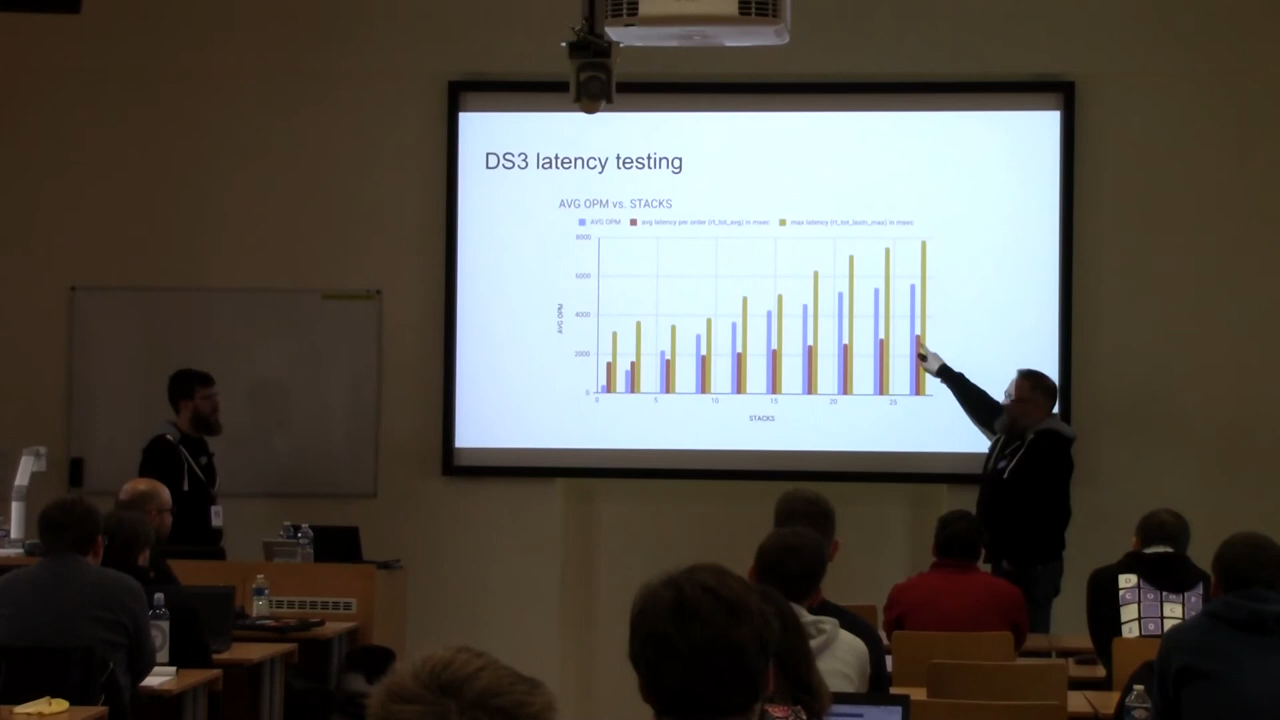 DS3 latency testing
AVG OPM vs. STACKS
AVG OPM avg latency per order (rt_tot_avg) in msec max latency (rt_tot_lastn_max) in msec
8000
6000
4000
2000
0
AVG OPM
0 5 10 15 20 25
STACKS